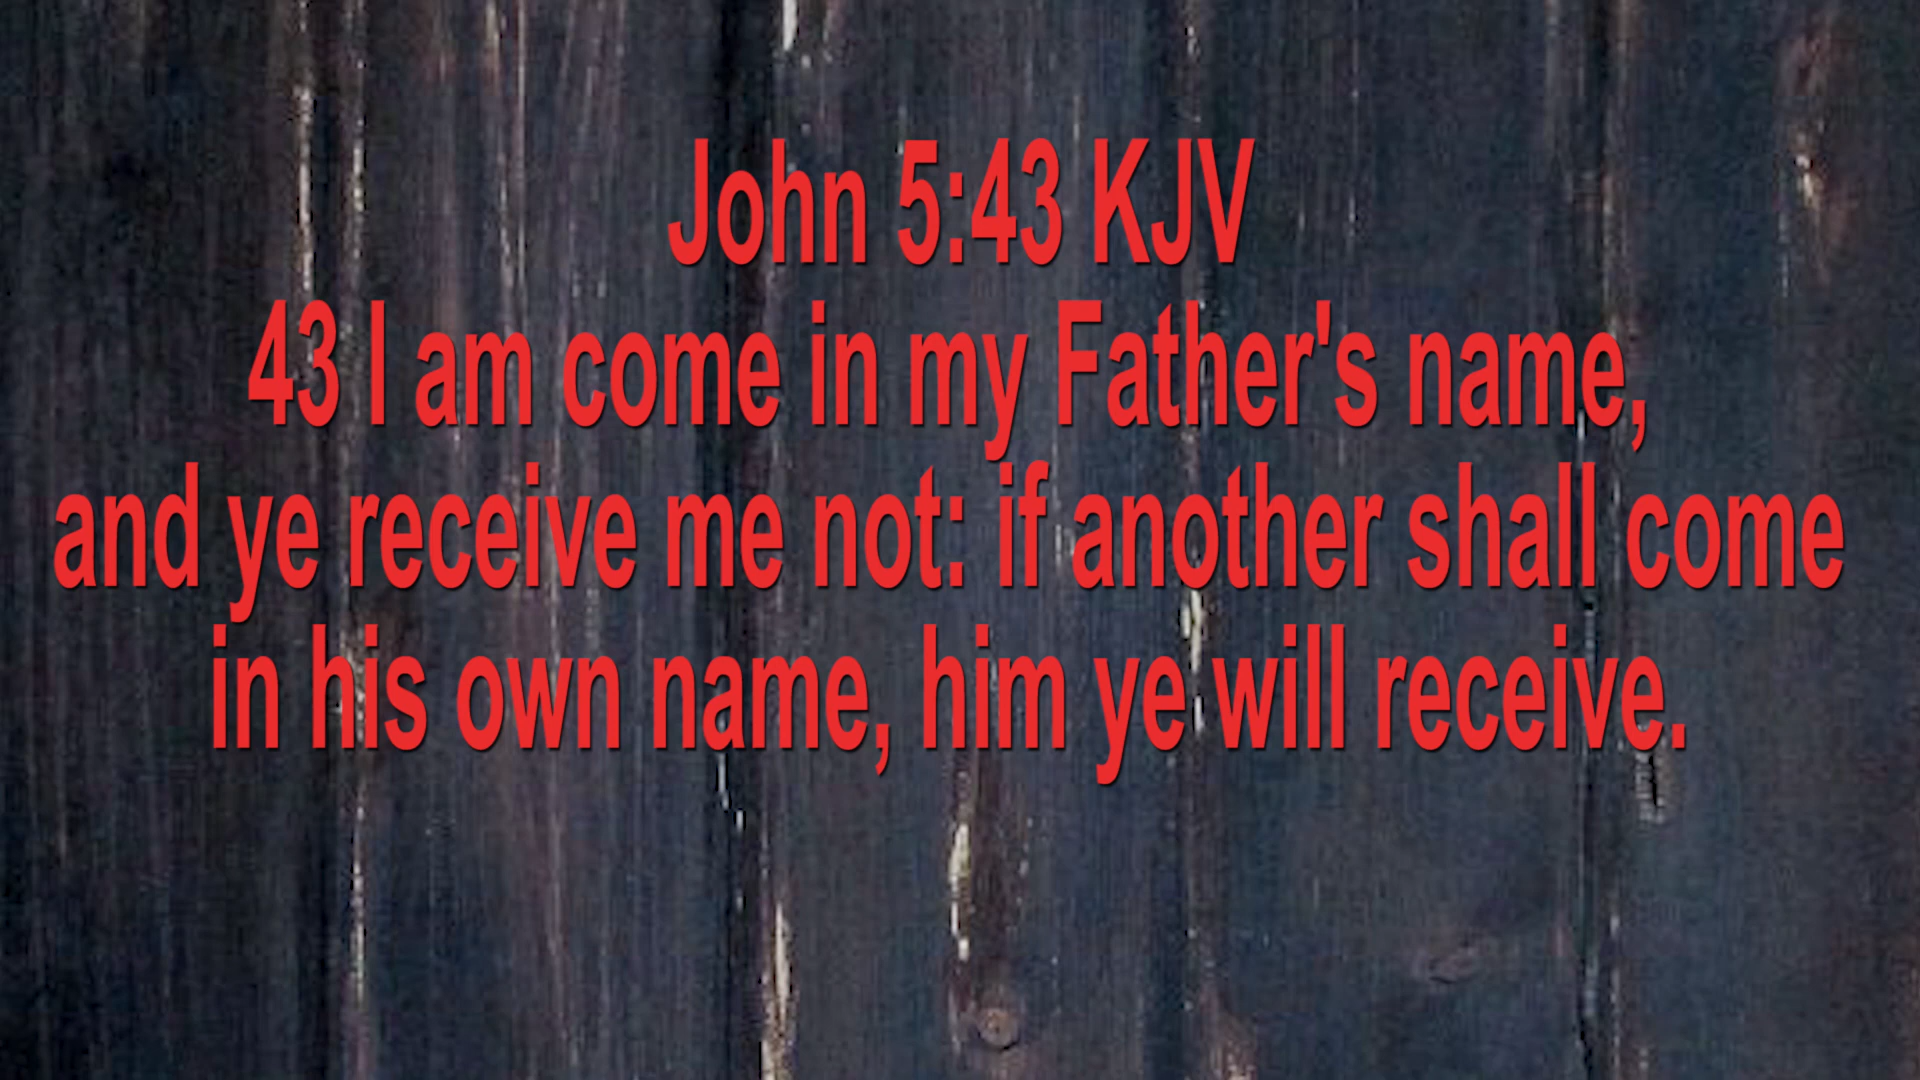 John 5:43 KJV
43 I am come in my Father's name,
and ye receive me not: if another shall come
in his own name, him ye will receive.